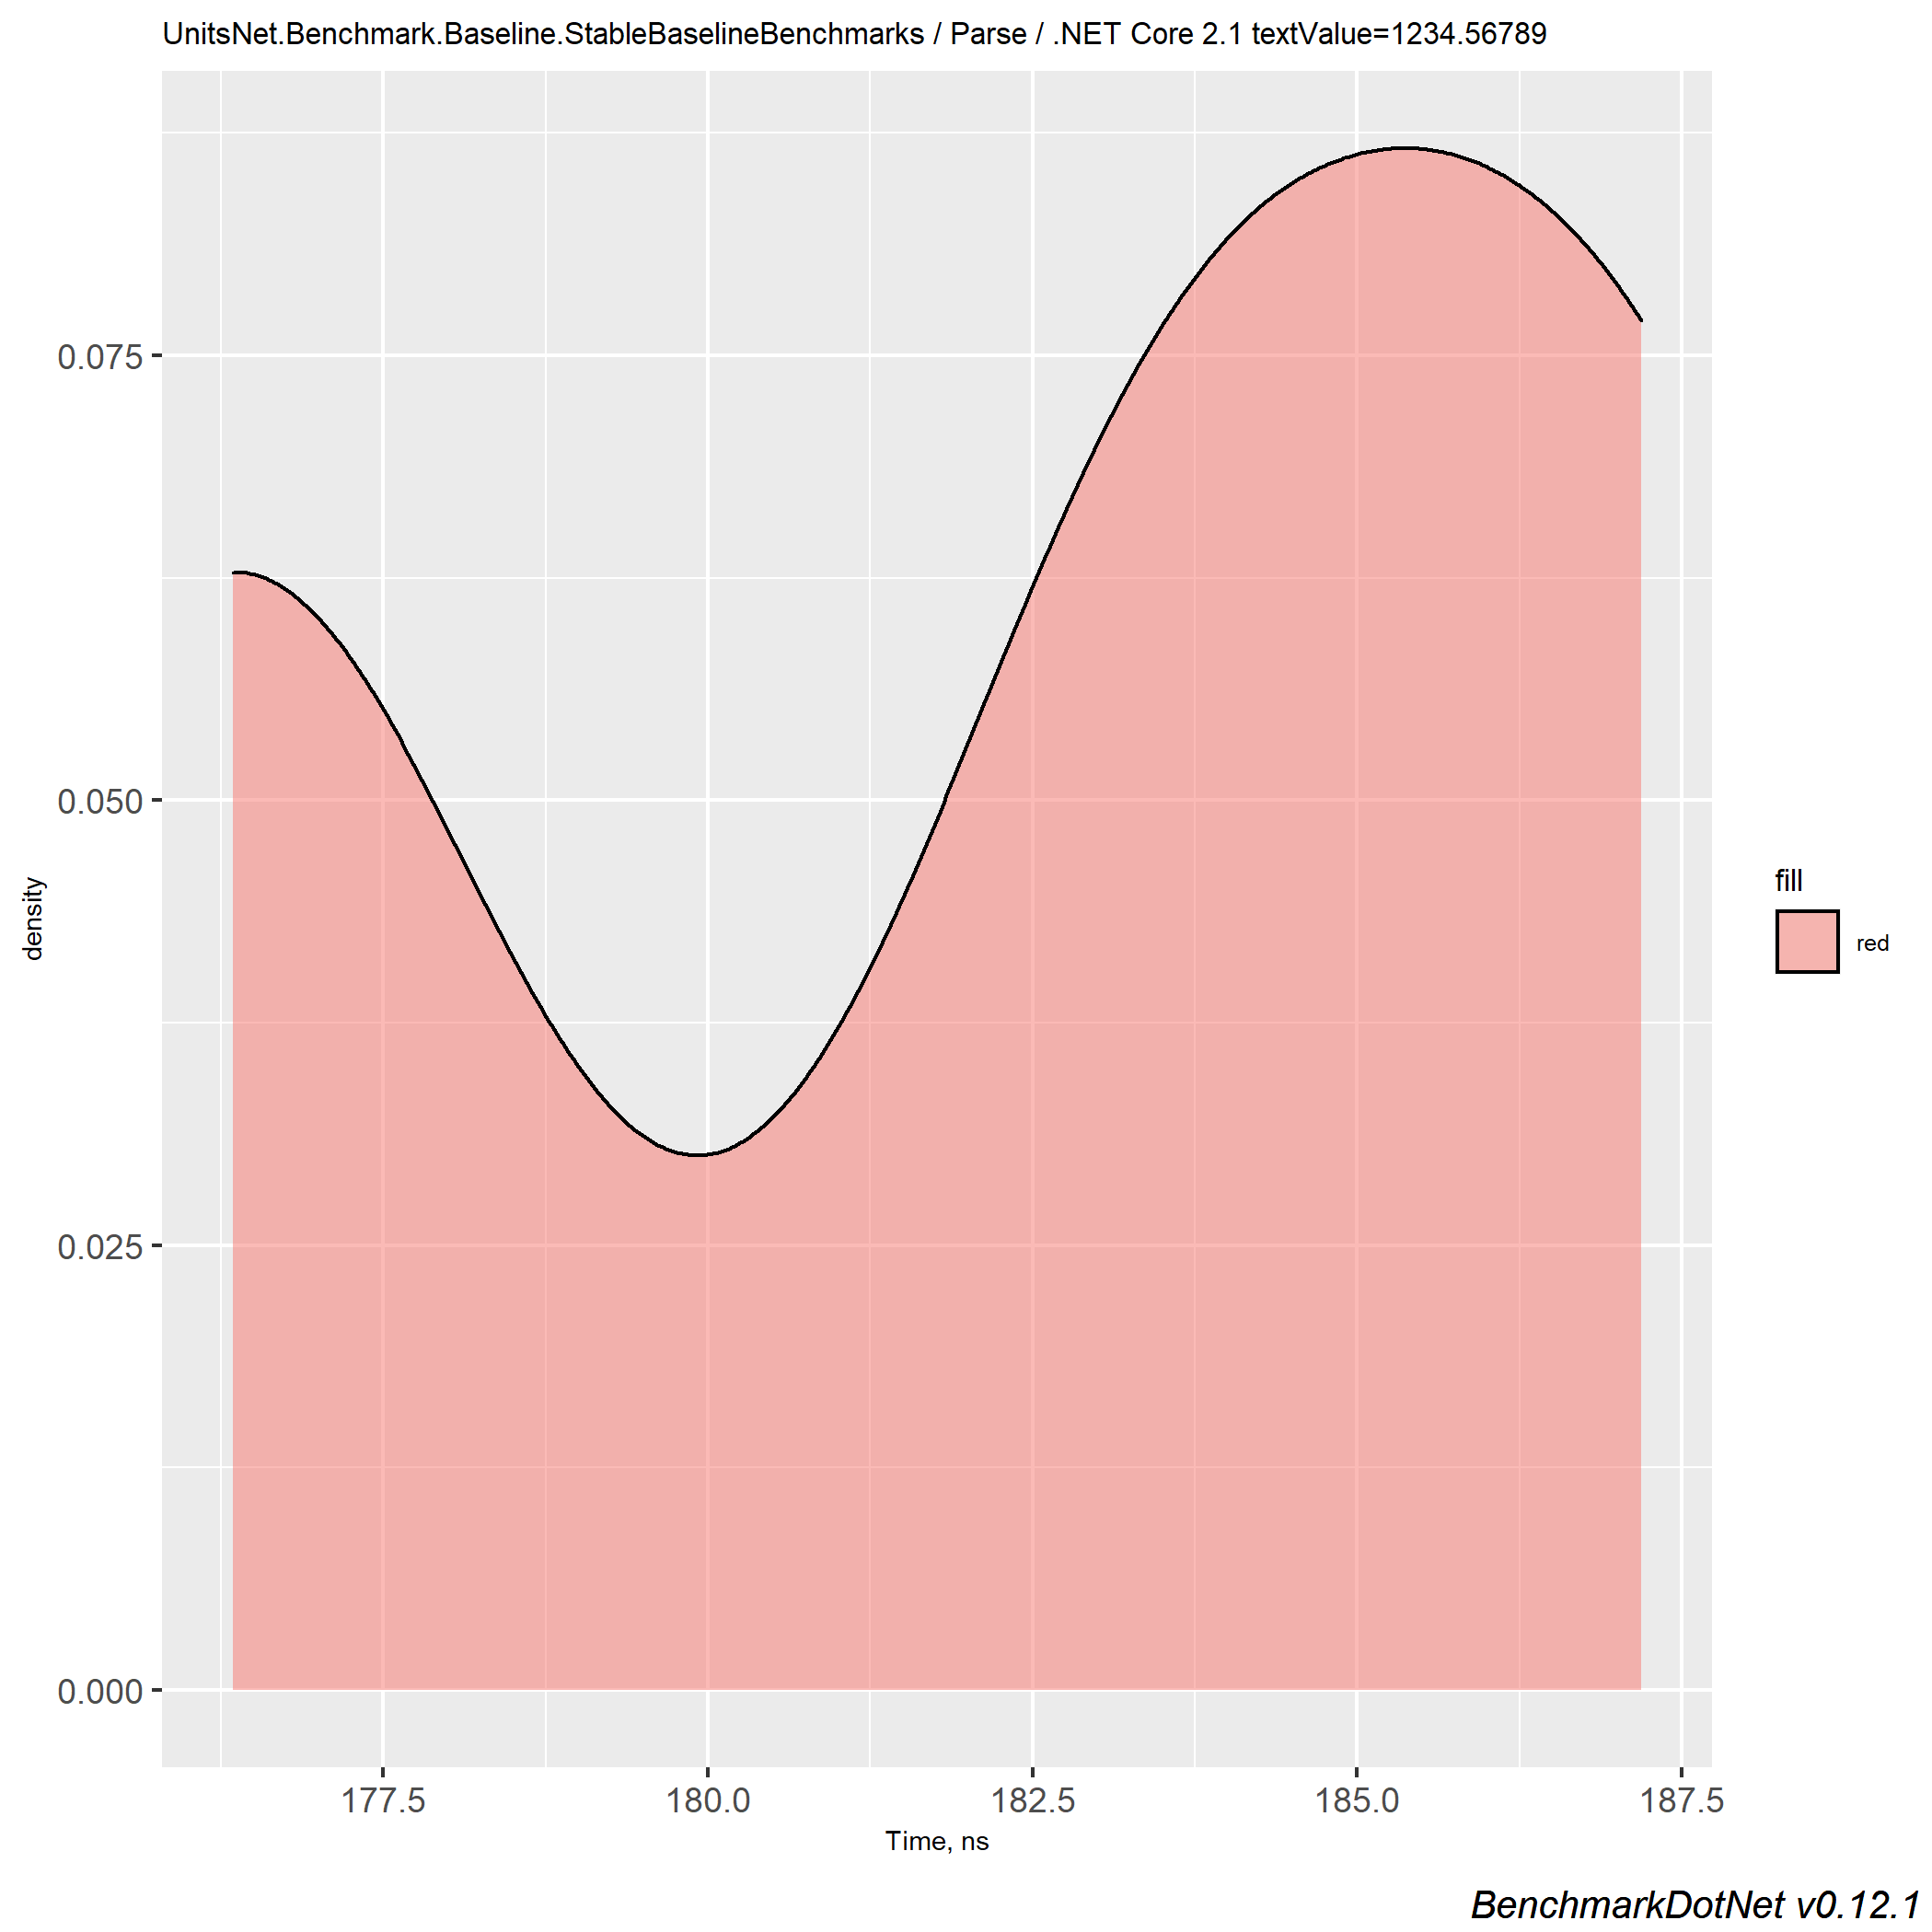 UnitsNet.Benchmark.Baseline.StableBaselineBenchmarks / Parse / .NET Core 2.1 textValue=1234.56789
0.075
0.050
0.025
0.000
density
177.5 180.0 182.5 185.0 187.5
Time, ns
fill
red
BenchmarkDotNet v0.12.1